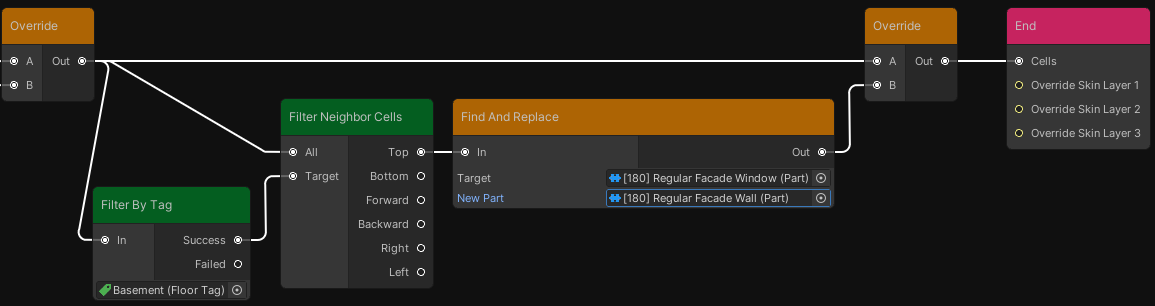 Override
A Out
B
Filter By Tag
In Success
Failed
Basement (Floor Tag)
Filter Neighbor Cells
All Top
Target Bottom
Forward
Backward
Right
Left
Find And Replace
In Out
Target [180] Regular Facade Window (Part)
New Part [180] Regular Facade Wall (Part)
Override
A Out
B
End
Cells
Override Skin Layer 1
Override Skin Layer 2
Override Skin Layer 3